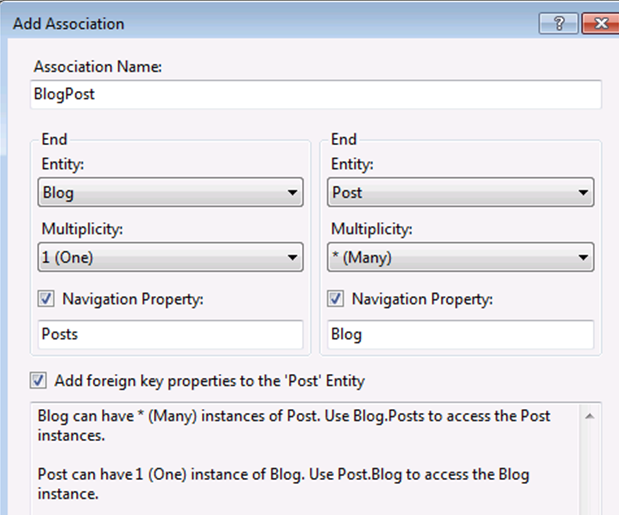 Add Association
?
Association Name:
BlogPost
End
Entity:
Blog
Multiplicity:
1 (One)
Navigation Property:
Posts
End
Entity:
Post
Multiplicity:
* (Many)
Navigation Property:
Blog
Add foreign key properties to the 'Post' Entity
Blog can have * (Many) instances of Post. Use Blog.Posts to access the Post
instances.
Post can have 1 (One) instance of Blog. Use Post.Blog to access the Blog
instance.